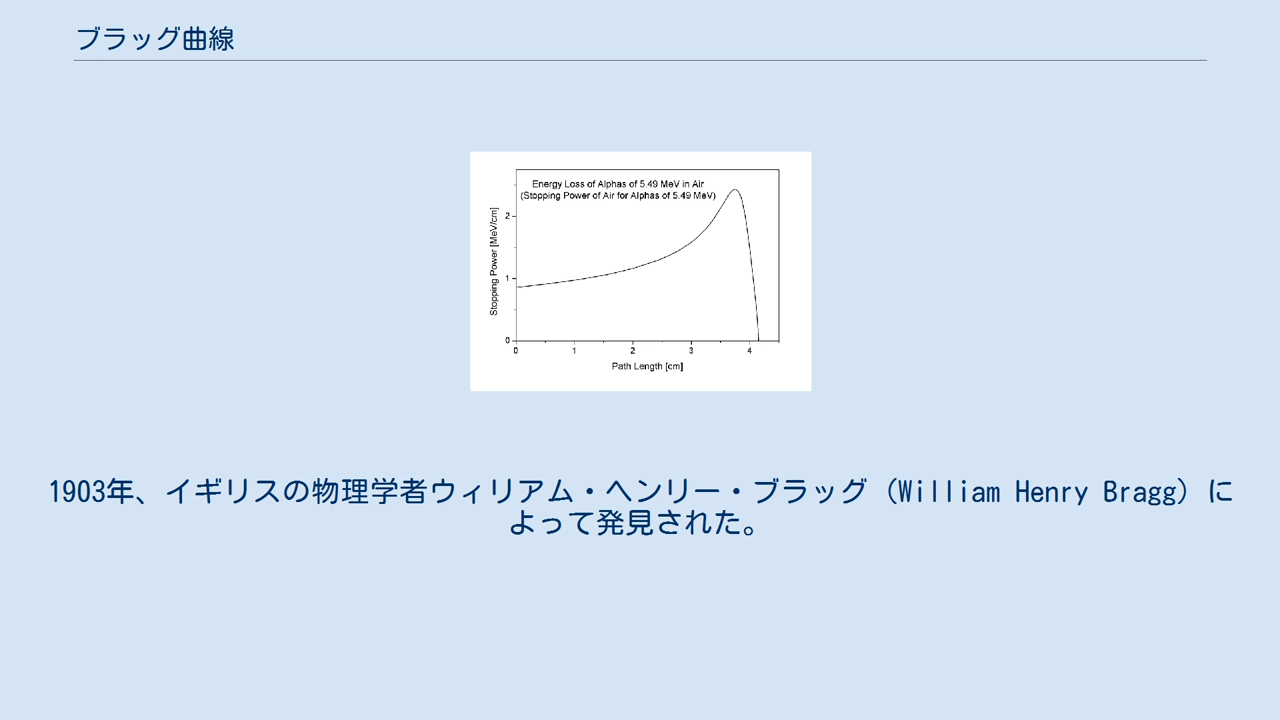 ブラッグ曲線
Energy Loss of Alphas of 5.49 MeV in Air
(Stopping Power of Air for Alphas of 5.49 MeV)
Stopping Power [MeV/cm]
2
1
0
0 1 2 3 4
Path Length [cm]
1903年、イギリスの物理学者ウィリアム・ヘンリー・ブラッグ（William Henry Bragg）に
よって発見された。